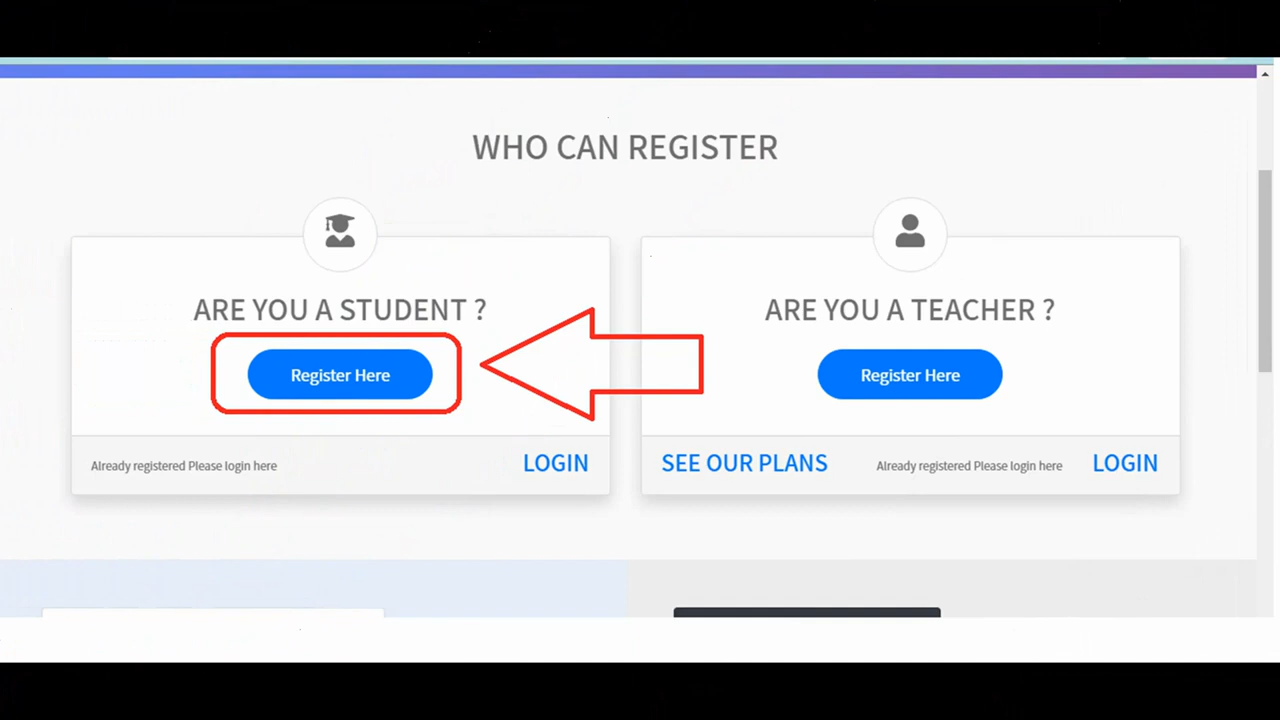 WHO CAN REGISTER
ARE YOU A STUDENT ?
Register Here
Already registered Please login here
LOGIN
ARE YOU A TEACHER ?
Register Here
SEE OUR PLANS
Already registered Please login here
LOGIN